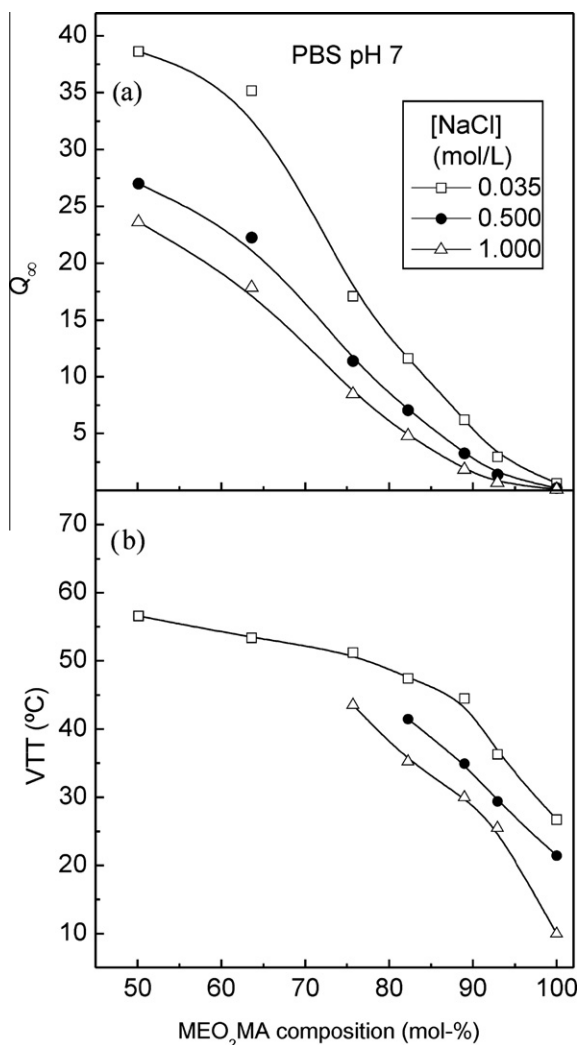 40
35
30
25
20
15
10
5
Q∞
(a)
PBS pH 7
[NaCl]
(mol/L)
0.035
0.500
1.000
70
60
50
40
30
20
10
VTT (ºC)
(b)
50 60 70 80 90 100
MEO₂MA composition (mol-%)